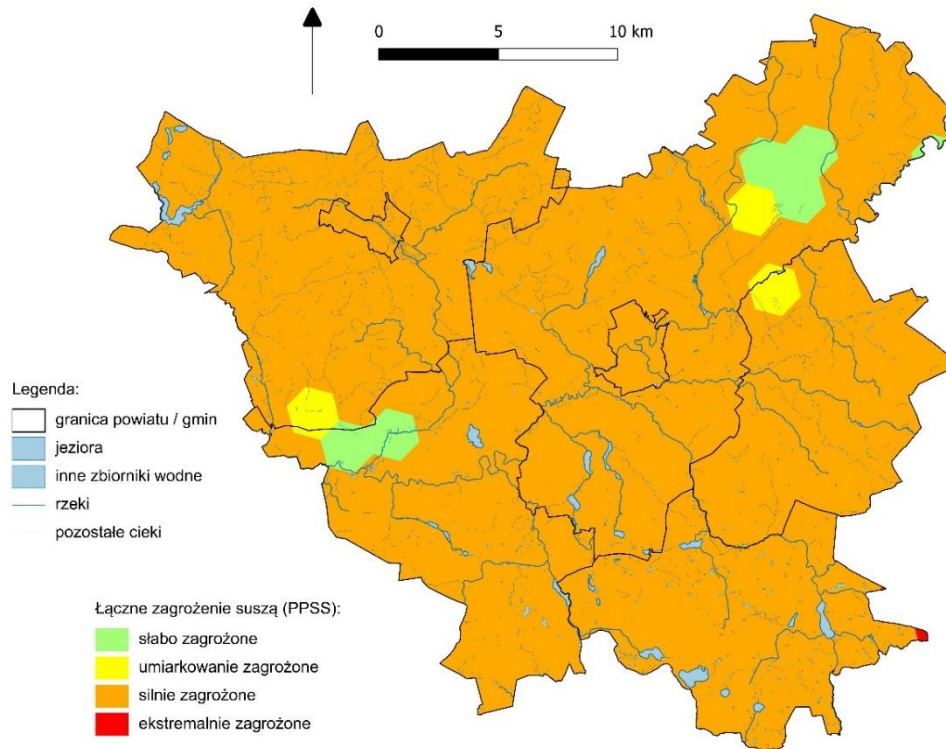 0 5 10 km
Legenda:
granica powiatu / gmin
jeziora
inne zbiorniki wodne
rzeki
pozostałe cieki
Łączne zagrożenie suszą (PPSS):
słabo zagrożone
umiarkowanie zagrożone
silnie zagrożone
ekstremalnie zagrożone